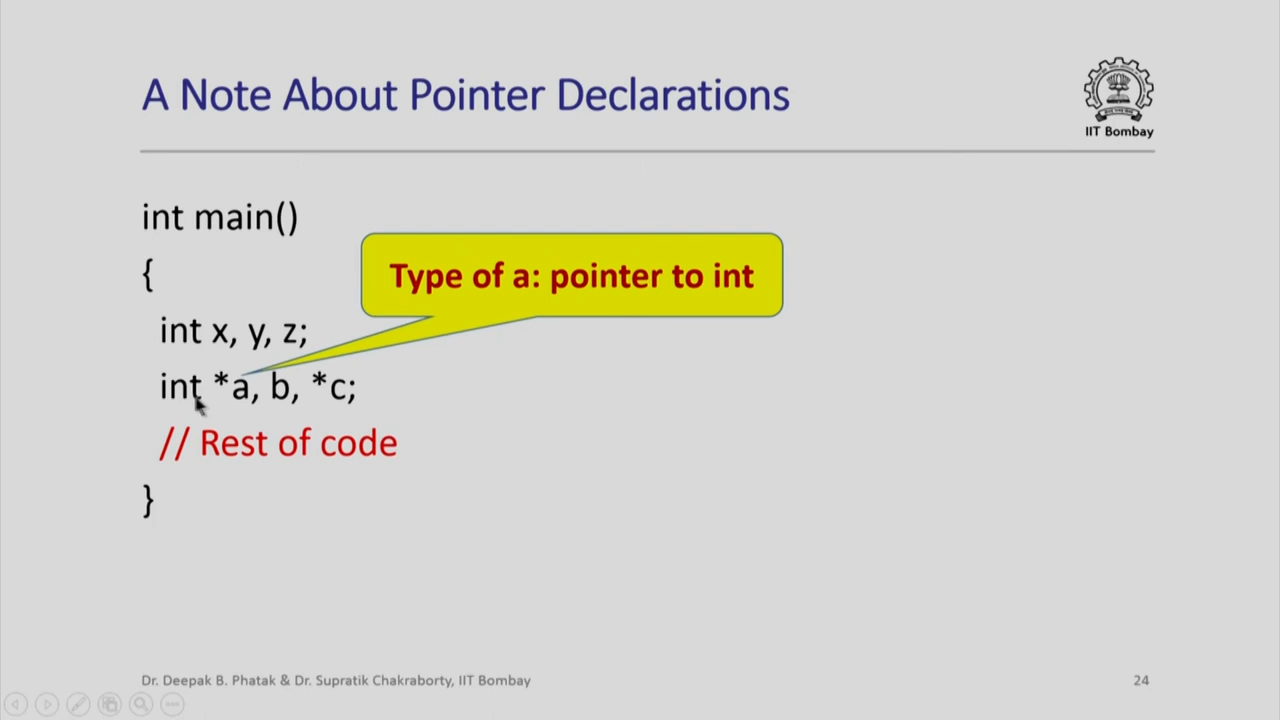 A Note About Pointer Declarations
IIT Bombay
int main()
{
Type of a: pointer to int
int x, y, z;
int *a, b, *c;
// Rest of code
}
Dr. Deepak B. Phatak & Dr. Supratik Chakraborty, IIT Bombay
24